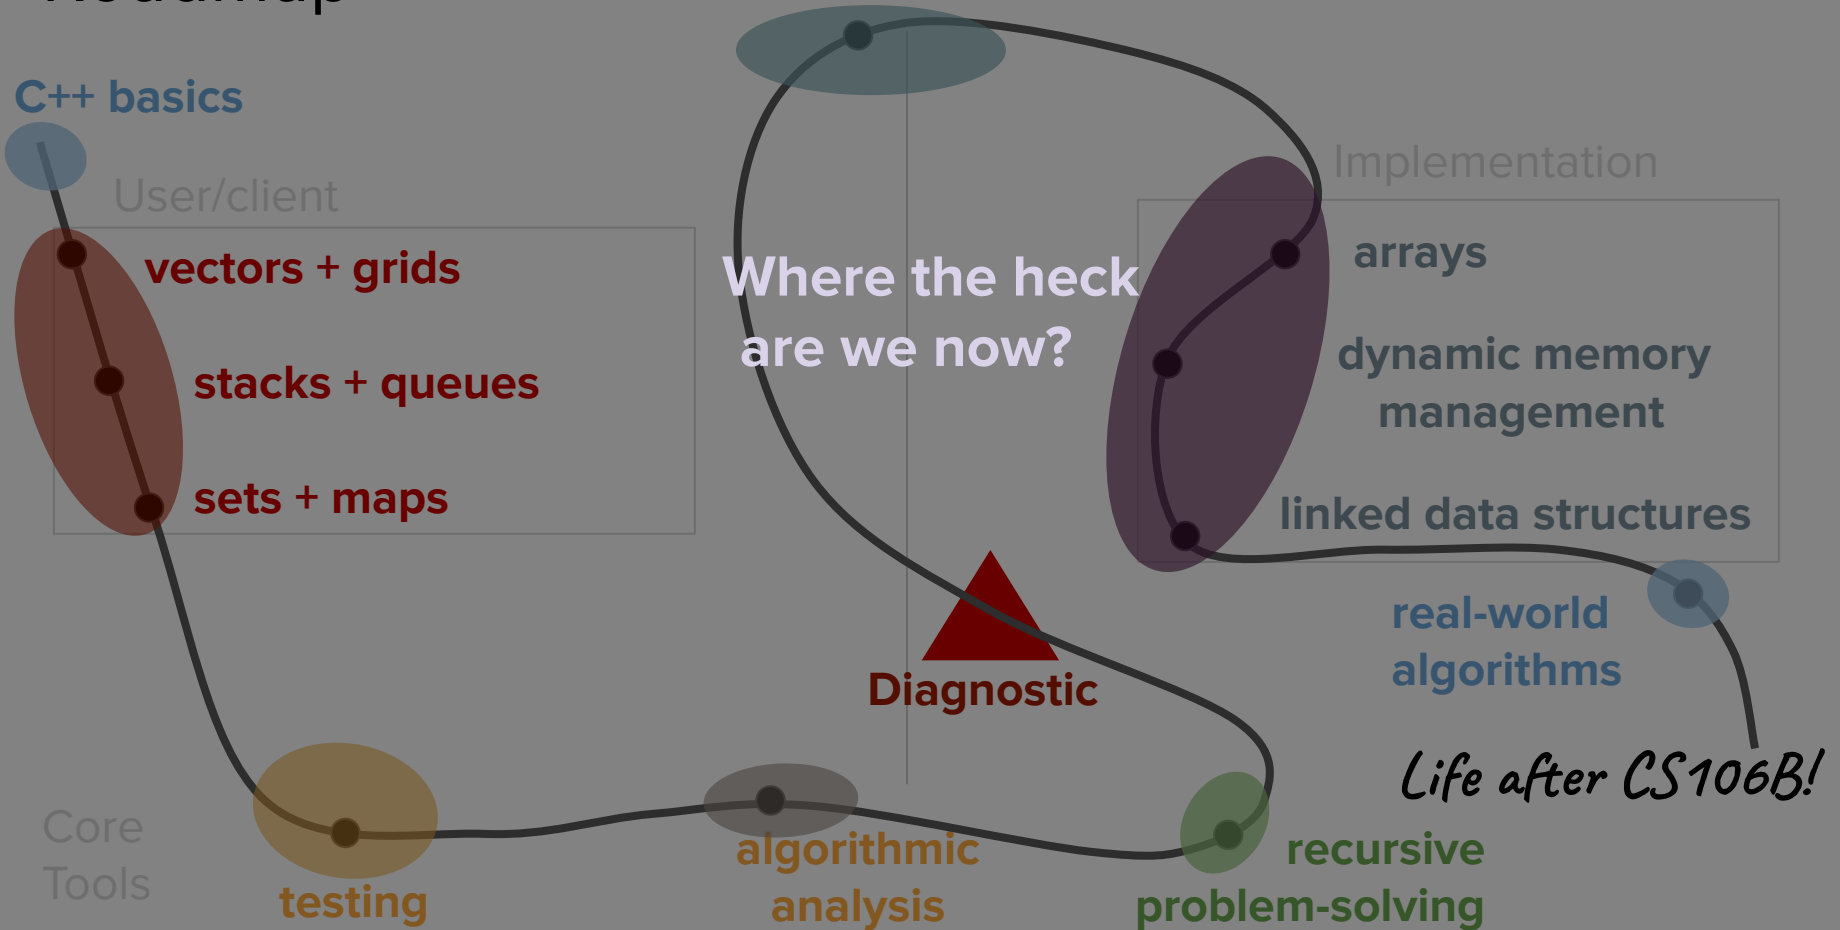 Roadmap
C++ basics
User/client
vectors + grids
stacks + queues
sets + maps
Where the heck
are we now?
Implementation
arrays
dynamic memory
management
linked data structures
real-world
algorithms
Diagnostic
Life after CS106B!
Core
Tools
testing
algorithmic
analysis
recursive
problem-solving